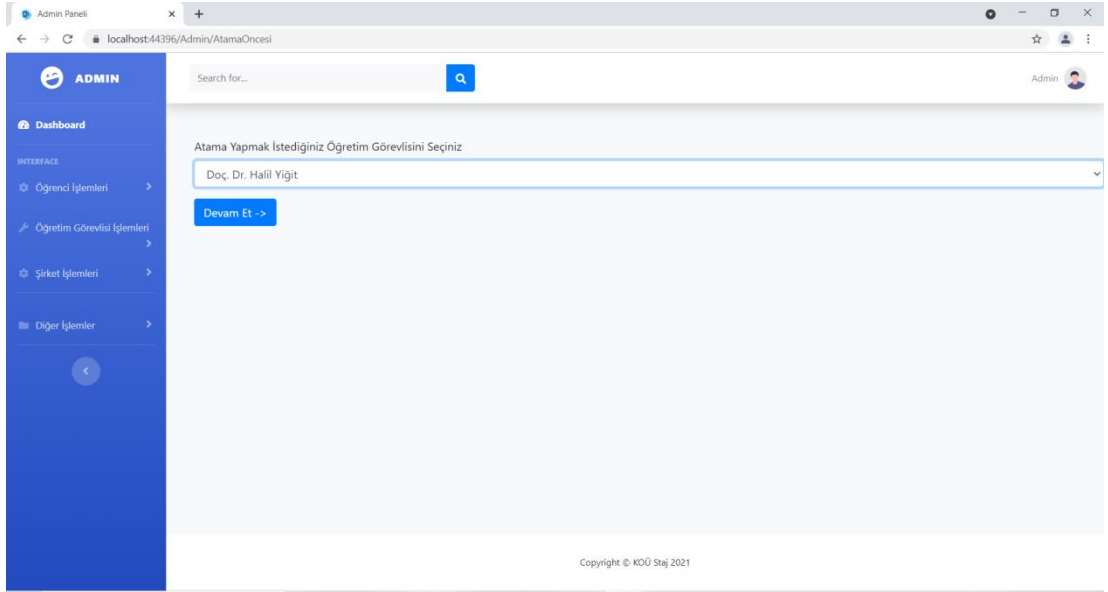 Admin Paneli
localhost:44396/Admin/AtamaOncesi
ADMIN
Search for...
Admin
Dashboard
Atama Yapmak İstediğiniz Öğretim Görevlisini Seçiniz
INTERFACE
Doç. Dr. Halil Yiğit
Öğrenci İşlemleri
Devam Et ->
Öğretim Görevlisi İşlemleri
Şirket İşlemleri
Diğer İşlemler
Copyright © KOÜ Staj 2021